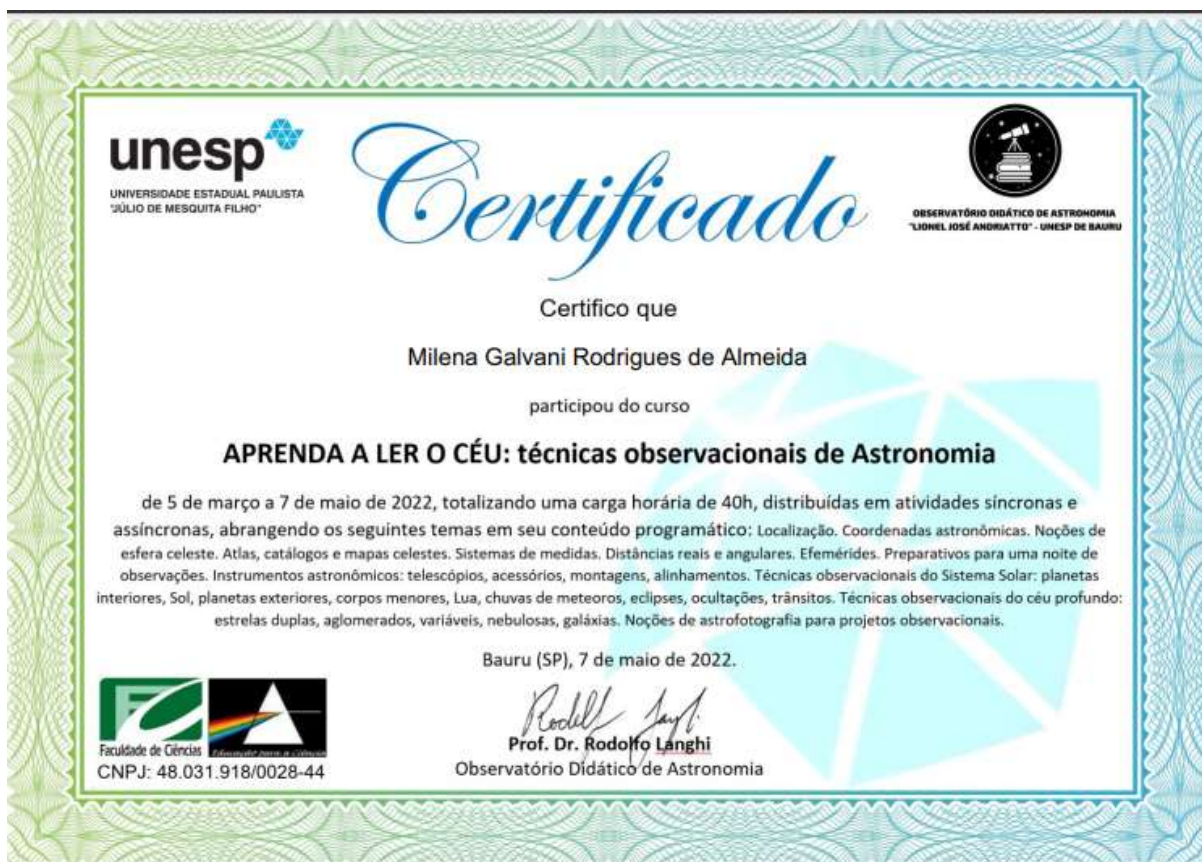 unesp
UNIVERSIDADE ESTADUAL PAULISTA
"JÚLIO DE MESQUITA FILHO"
Certificado
OBSERVATÓRIO DIDÁTICO DE ASTRONOMIA
"LIONEL JOSÉ ANDRIATTO" - UNESP DE BAURU
Certifico que
Milena Galvani Rodrigues de Almeida
participou do curso
APRENDA A LER O CÉU: técnicas observacionais de Astronomia
de 5 de março a 7 de maio de 2022, totalizando uma carga horária de 40h, distribuídas em atividades síncronas e
assíncronas, abrangendo os seguintes temas em seu conteúdo programático: Localização. Coordenadas astronômicas. Noções de
esfera celeste. Atlas, catálogos e mapas celestes. Sistemas de medidas. Distâncias reais e angulares. Efemérides. Preparativos para uma noite de
observações. Instrumentos astronômicos: telescópios, acessórios, montagens, alinhamentos. Técnicas observacionais do Sistema Solar: planetas
interiores, Sol, planetas exteriores, corpos menores, Lua, chuvas de meteoros, eclipses, ocultações, trânsitos. Técnicas observacionais do céu profundo:
estrelas duplas, aglomerados, variáveis, nebulosas, galáxias. Noções de astrofotografia para projetos observacionais.
Bauru (SP), 7 de maio de 2022.
Prof. Dr. Rodolfo Langhi
Observatório Didático de Astronomia
Faculdade de Ciências
Educação para a Ciência
CNPJ: 48.031.918/0028-44